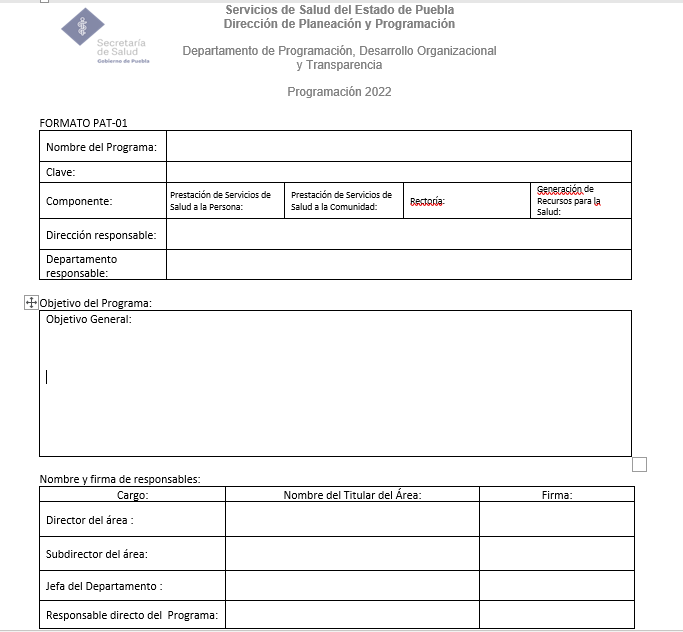 Servicios de Salud del Estado de Puebla
Dirección de Planeación y Programación
Secretaría
de Salud
Gobierno de Puebla
Departamento de Programación, Desarrollo Organizacional
y Transparencia
Programación 2022
FORMATO PAT-01
Nombre del Programa:
Clave:
Componente:
Prestación de Servicios de
Salud a la Persona:
Prestación de Servicios de
Salud a la Comunidad:
Rectoría:
Generación de
Recursos para la
Salud:
Dirección responsable:
Departamento
responsable:
Objetivo del Programa:
Objetivo General:
Nombre y firma de responsables:
Cargo: Nombre del Titular del Área: Firma:
Director del área :
Subdirector del área:
Jefa del Departamento :
Responsable directo del Programa: